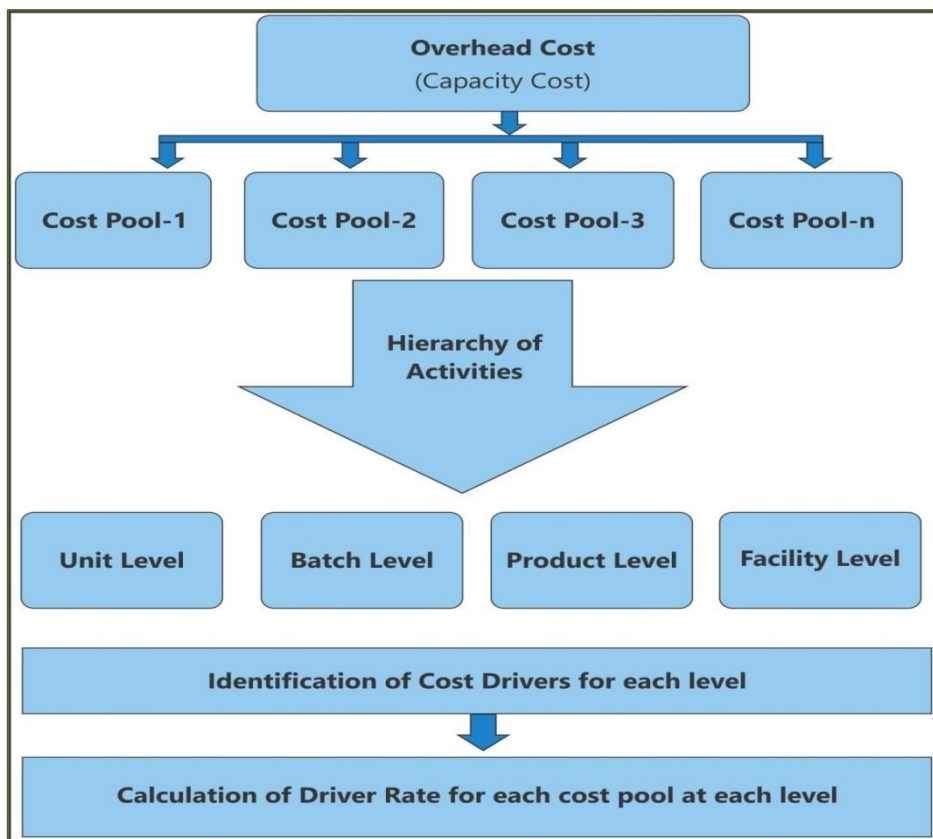 Overhead Cost
(Capacity Cost)
Cost Pool-1
Cost Pool-2
Cost Pool-3
Cost Pool-n
Hierarchy of
Activities
Unit Level
Batch Level
Product Level
Facility Level
Identification of Cost Drivers for each level
Calculation of Driver Rate for each cost pool at each level